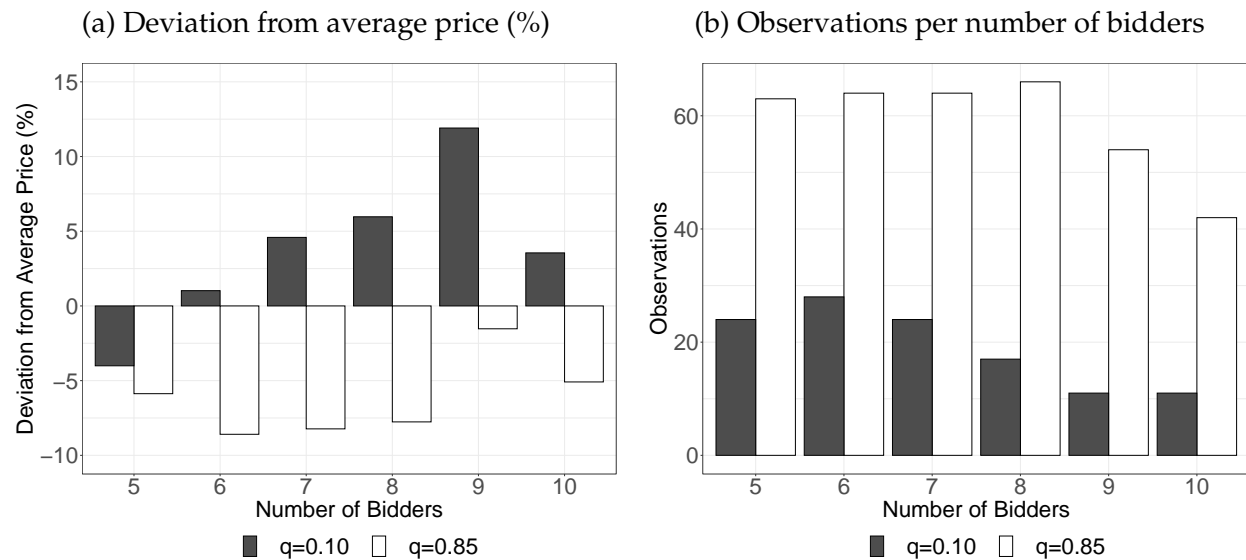 (a) Deviation from average price (%)
Deviation from Average Price (%)
15
10
5
0
−5
−10
5 6 7 8 9 10
Number of Bidders
q=0.10 q=0.85
(b) Observations per number of bidders
Observations
60
40
20
0
5 6 7 8 9 10
Number of Bidders
q=0.10 q=0.85